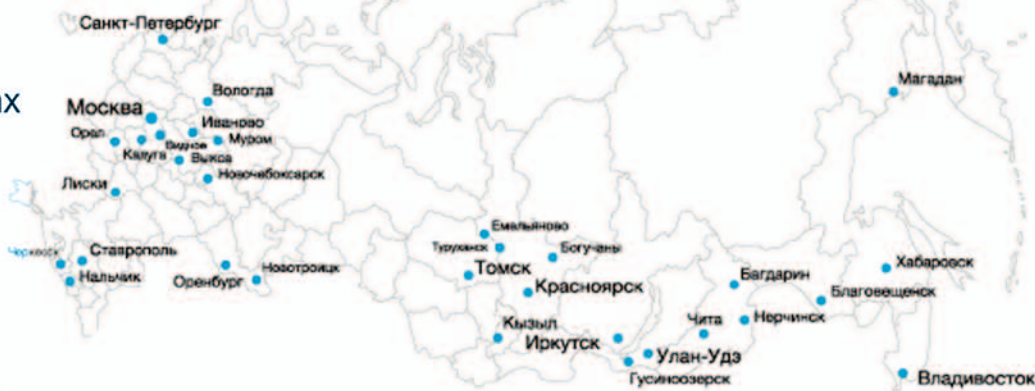 Санкт-Петербург
Вологда
Магадан
их
Москва
Иваново
Орел
Видное
Муром
Калуга
Выкса
Новочебоксарск
Лиски
Емельяново
Черкесск
Ставрополь
Туруханск
Богучаны
Хабаровск
Нальчик
Оренбург
Новотроицк
Томск
Багдарин
Красноярск
Благовещенск
Кызыл
Чита
Нерчинск
Иркутск
Улан-Удэ
Гусиноозерск
Владивосток